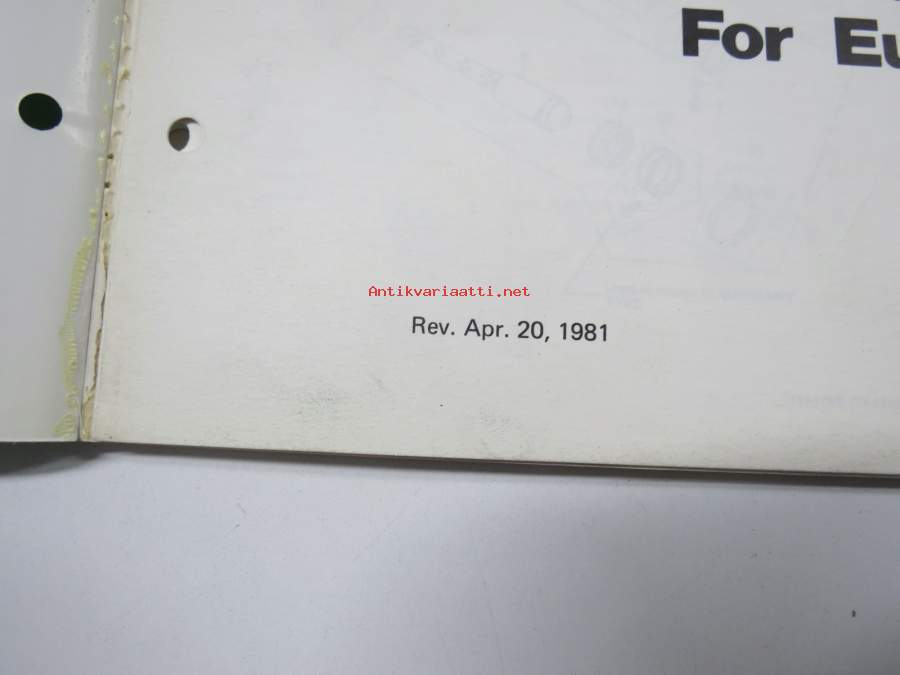 For Eu
Antikvariaatti.net
Rev. Apr. 20, 1981